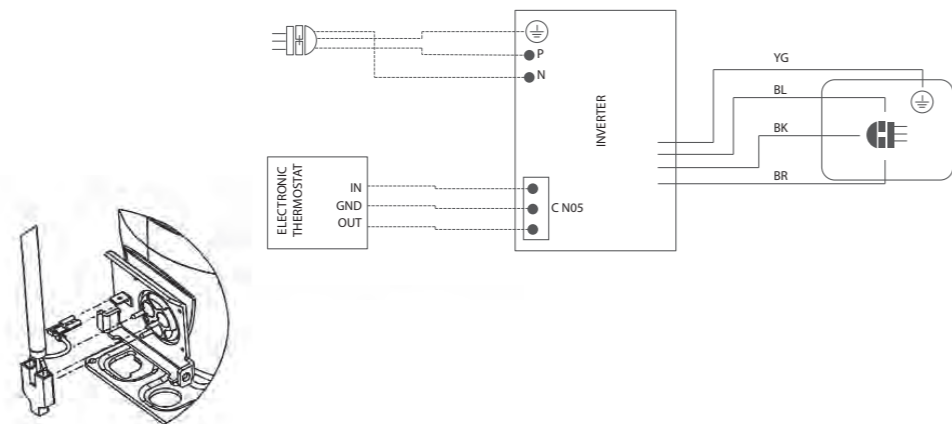 P
N
INVERTER
YG
BL
BK
BR
ELECTRONIC
THERMOSTAT
IN
GND
OUT
C N05